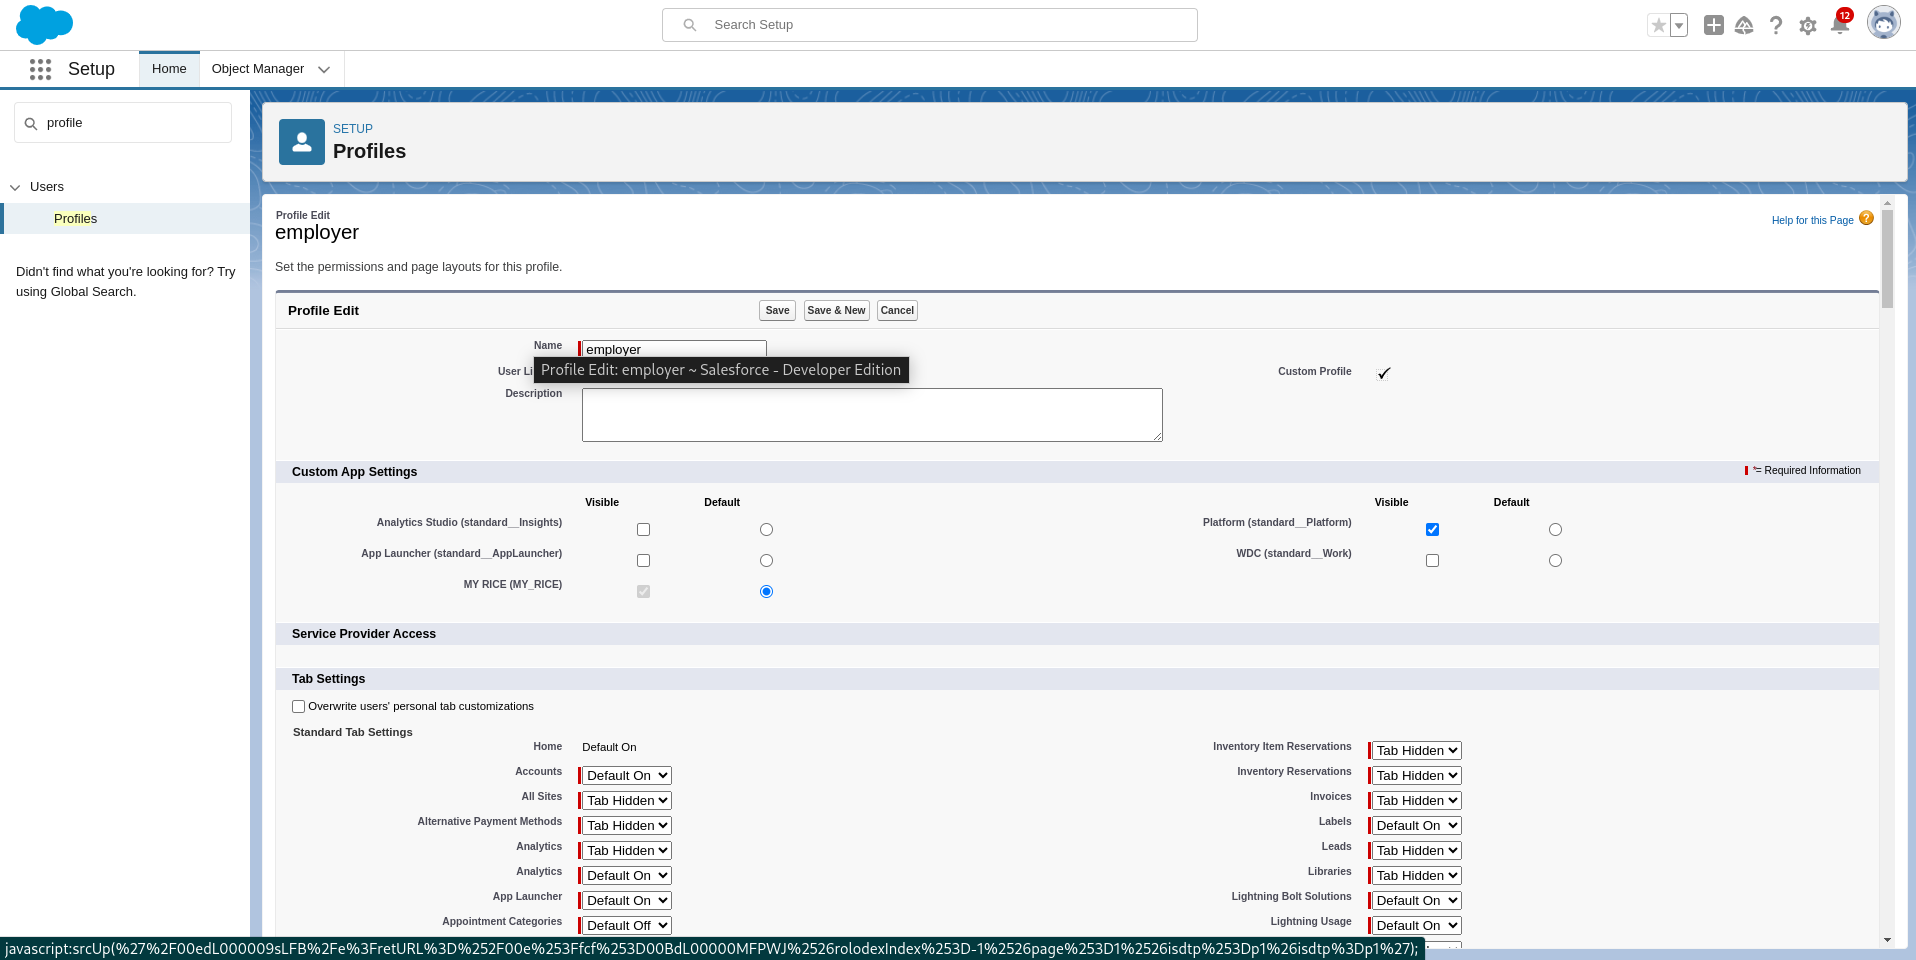 Search Setup
12
Setup
Home
Object Manager
profile
Users
Profiles
Didn't find what you're looking for? Try
using Global Search.
SETUP
Profiles
Profile Edit
employer
Help for this Page
Set the permissions and page layouts for this profile.
Profile Edit
Save
Save & New
Cancel
Name
employer
User Li
Profile Edit: employer ~ Salesforce - Developer Edition
Custom Profile
Description
Custom App Settings
*= Required Information
Visible Default Visible Default
Analytics Studio (standard__Insights) Platform (standard__Platform)
App Launcher (standard__AppLauncher) WDC (standard__Work)
MY RICE (MY_RICE)
Service Provider Access
Tab Settings
Overwrite users' personal tab customizations
Standard Tab Settings
Home Default On Inventory Item Reservations Tab Hidden
Accounts Default On Inventory Reservations Tab Hidden
All Sites Tab Hidden Invoices Tab Hidden
Alternative Payment Methods Tab Hidden Labels Default On
Analytics Tab Hidden Leads Tab Hidden
Analytics Default On Libraries Tab Hidden
App Launcher Default On Lightning Bolt Solutions Default On
Appointment Categories Default Off Lightning Usage Default On
javascript:srcUp(%27%2F00edL000009sLFB%2Fe%3FretURL%3D%252F00e%253Ffcf%253D00BdL00000MFPWJ%2526rolodexIndex%253D-1%2526page%253D1%2526isdtp%253Dp1%26isdtp%3Dp1%27);